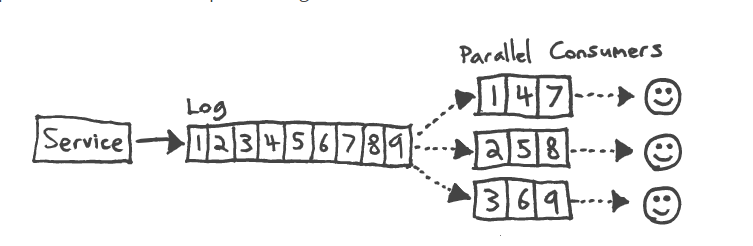 Parallel Consumers
Log
1 4 7
Service
1 2 3 4 5 6 7 8 9
2 5 8
3 6 9